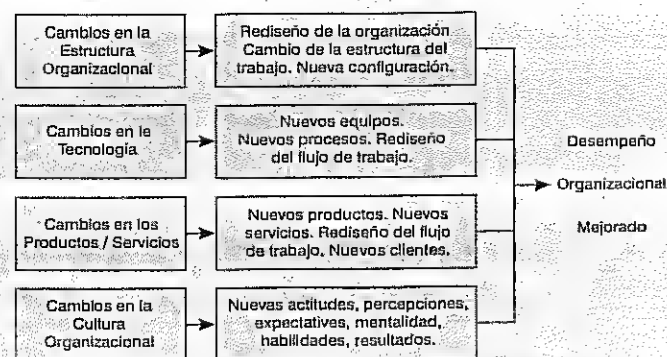 Cambios en la
Estructura
Organizacional
Rediseño de la organización
Cambio de la estructura del
trabajo. Nueva configuración.
Cambios en le
Tecnología
Nuevos equipos.
Nuevos procesos. Rediseño
del flujo de trabajo.
Cambios en los
Productos / Servicios
Nuevos productos. Nuevos
servicios. Rediseño del flujo
de trabajo. Nuevos clientes.
Cambios en la
Cultura
Organizacional
Nuevas actitudes, percepciones,
expectatives, mentalidad,
habilidades, resultados.
Desempeño
Organizacional
Mejorado